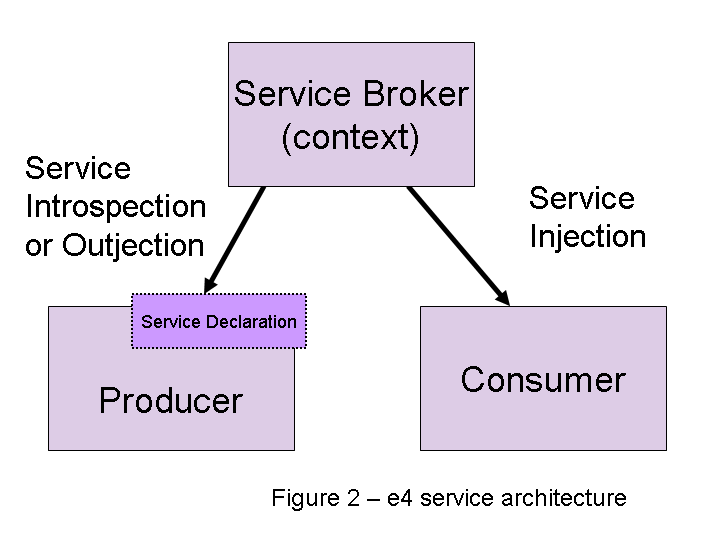 Service Broker
(context)
Service
Introspection
or Outjection
Service
Injection
Service Declaration
Producer
Consumer
Figure 2 – e4 service architecture